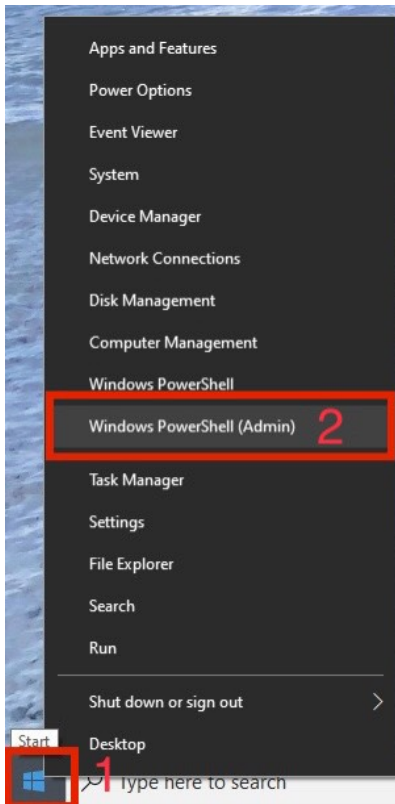 Apps and Features
Power Options
Event Viewer
System
Device Manager
Network Connections
Disk Management
Computer Management
Windows PowerShell
Windows PowerShell (Admin) 2
Task Manager
Settings
File Explorer
Search
Run
Shut down or sign out
Start Desktop
1 Type here to search